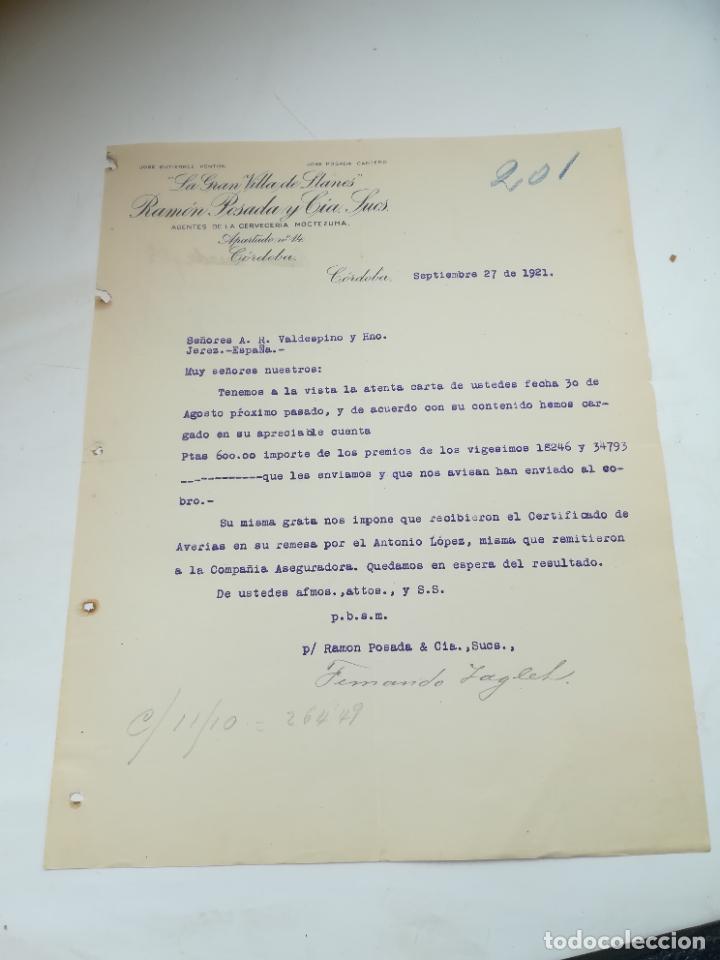 JOSE GUTIERREZ JOSE POSADA CANTERO
"La Gran Villa de Llanes"
Ramón Posada y Cia. Sucs.
AGENTES DE LA CERVECERIA MOCTEZUMA.
Apartado nº 14.
Córdoba.
201
Córdoba. Septiembre 27 de 1921.
Señores A. R. Valdespino y Hno.
Jerez.-España.-
Muy señores nuestros:
Tenemos a la vista la atenta carta de ustedes fecha 30 de
Agosto próximo pasado, y de acuerdo con su contenido hemos car-
gado en su apreciable cuenta
Ptas 600.00 importe de los premios de los vigesimos 18246 y 34793
-------------que les enviamos y que nos avisan han enviado al co-
bro.-
Su misma grata nos impone que recibieron el Certificado de
Averias en su remesa por el Antonio López, misma que remitieron
a la Compañia Aseguradora. Quedamos en espera del resultado.
De ustedes afmos.,attos., y S.S.
p.b.s.m.
p/ Ramon Posada & Cia.,Sucs.,
Fernando
C/ 11/10 = 264'49
todocoleccion
todocoleccion.net